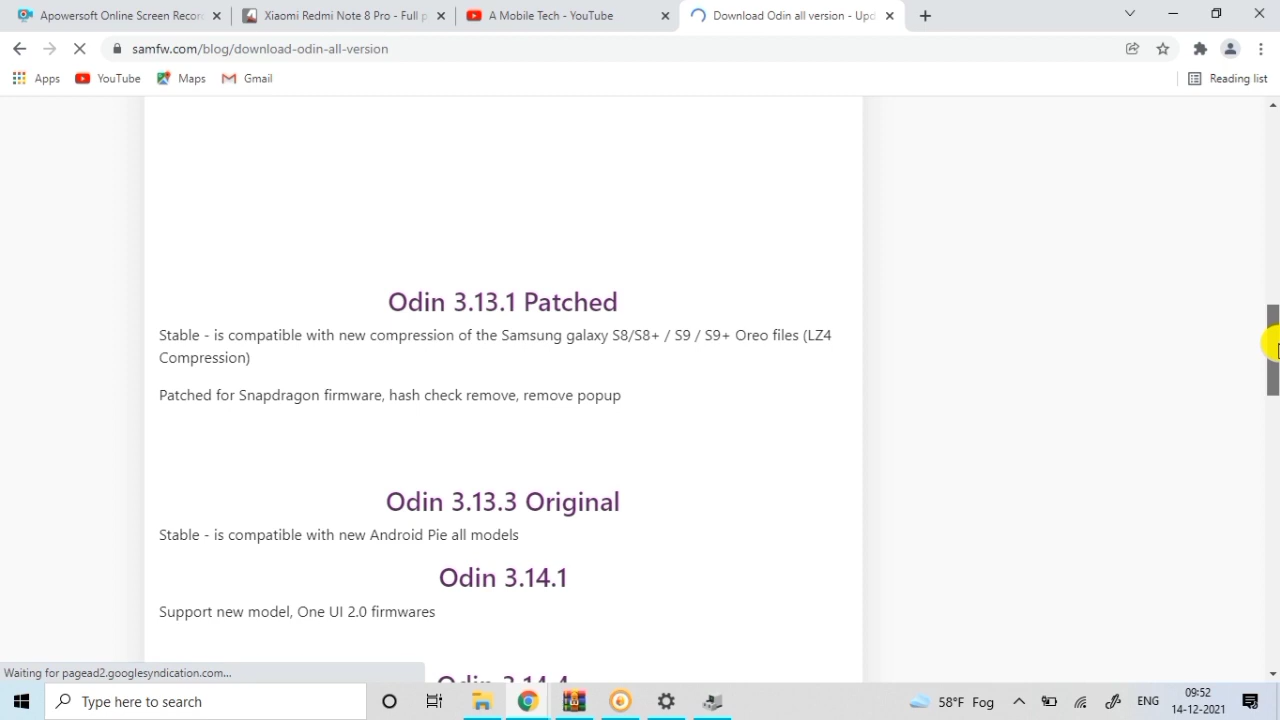 Apowersoft Online Screen Record
Xiaomi Redmi Note 8 Pro - Full p
A Mobile Tech - YouTube
Download Odin all version - Upd
samfw.com/blog/download-odin-all-version
Apps
YouTube
Maps
Gmail
Reading list
Odin 3.13.1 Patched
Stable - is compatible with new compression of the Samsung galaxy S8/S8+ / S9 / S9+ Oreo files (LZ4
Compression)
Patched for Snapdragon firmware, hash check remove, remove popup
Odin 3.13.3 Original
Stable - is compatible with new Android Pie all models
Odin 3.14.1
Support new model, One UI 2.0 firmwares
Odin 3.14.4
Waiting for pagead2.googlesyndication.com...
Type here to search
58°F Fog
ENG
09:52
14-12-2021